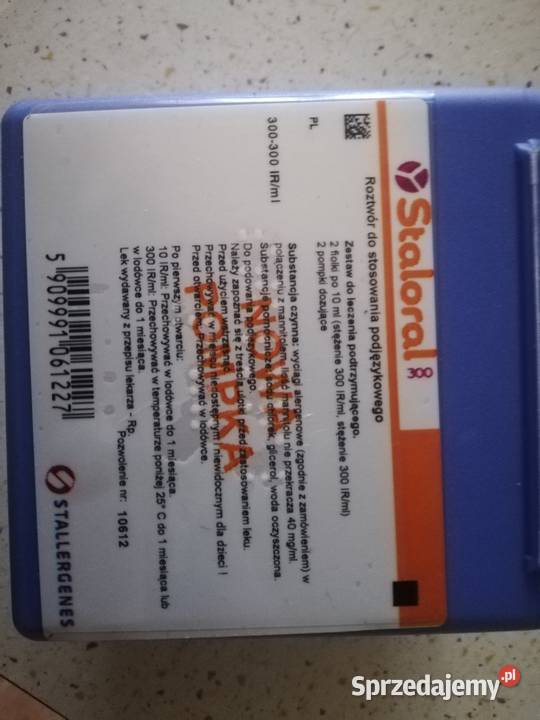 Staloral 300
Roztwór do stosowania podjęzykowego
PL
300-300 IR/ml
Zestaw do leczenia podtrzymującego.
2 fiolki po 10 ml (stężenie 300 IR/ml, stężenie 300 IR/ml)
2 pompki dozujące
Substancja czynna: wyciągi alergenowe (zgodnie z zamówieniem) w
połączeniu z mannitolem. Ilość mannitolu nie przekracza 40 mg/ml.
Substancje pomocnicze: sodu chlorek, glicerol, woda oczyszczona.
Do podawania podjęzykowego.
Należy zapoznać się z treścią ulotki przed zastosowaniem leku.
Przed użyciem wstrząsnąć.
Przechowywać w miejscu niedostępnym i niewidocznym dla dzieci !
Przed otwarciem: Przechowywać w lodówce.
Po pierwszym otwarciu:
10 IR/ml: Przechowywać w lodówce do 1 miesiąca.
300 IR/ml: Przechowywać w temperaturze poniżej 25° C do 1 miesiąca lub
w lodówce do 1 miesiąca.
Lek wydawany z przepisu lekarza - Rp.
Pozwolenie nr: 10612
5 909991 061227
STALLERGENES
Sprzedajemy.pl